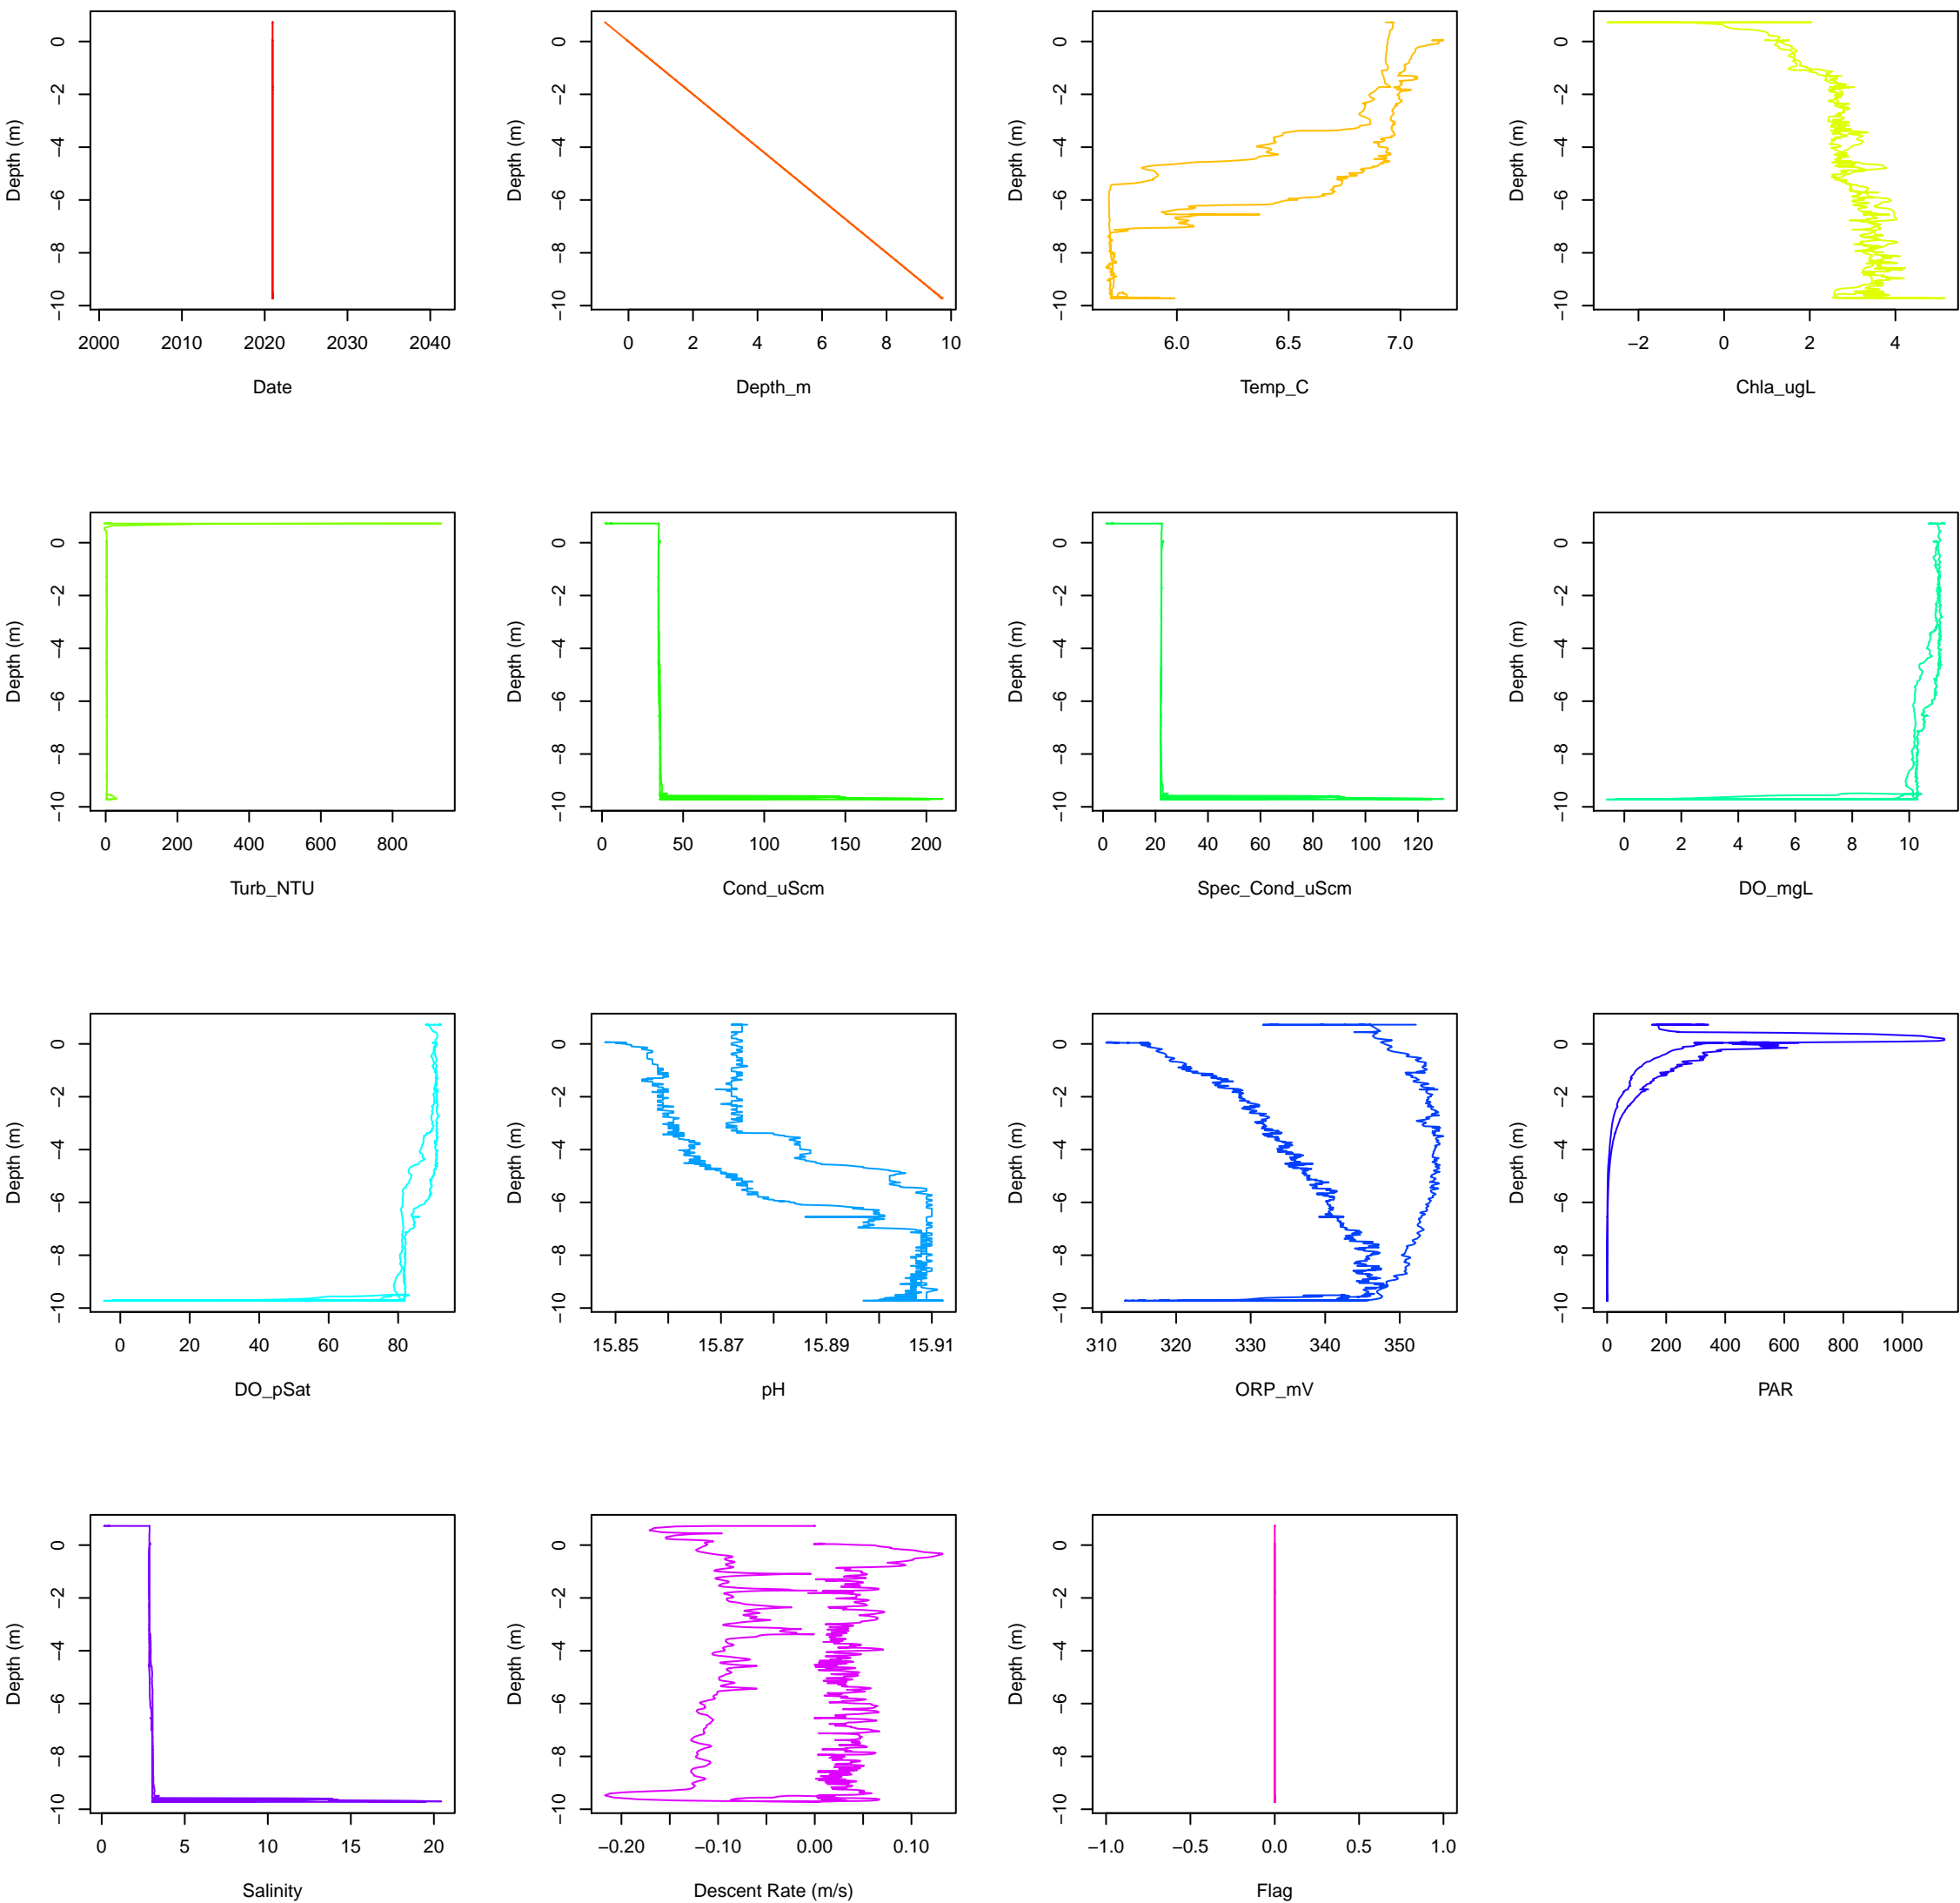 0 0 0 0
−2 −2 −2 −2
Depth (m) Depth (m) Depth (m) Depth (m)
−4 −4 −4 −4
−6 −6 −6 −6
−8 −8 −8 −8
−10 −10 −10 −10
2000 2010 2020 2030 2040 0 2 4 6 8 10 6.0 6.5 7.0 −2 0 2 4
Date Depth_m Temp_C Chla_ugL
0 0 0 0
−2 −2 −2 −2
Depth (m) Depth (m) Depth (m) Depth (m)
−4 −4 −4 −4
−6 −6 −6 −6
−8 −8 −8 −8
−10 −10 −10 −10
0 200 400 600 800 0 50 100 150 200 0 20 40 60 80 100 120 0 2 4 6 8 10
Turb_NTU Cond_uScm Spec_Cond_uScm DO_mgL
0 0 0 0
−2 −2 −2 −2
Depth (m) Depth (m) Depth (m) Depth (m)
−4 −4 −4 −4
−6 −6 −6 −6
−8 −8 −8 −8
−10 −10 −10 −10
0 20 40 60 80 15.85 15.87 15.89 15.91 310 320 330 340 350 0 200 400 600 800 1000
DO_pSat pH ORP_mV PAR
0 0 0
−2 −2 −2
Depth (m) Depth (m) Depth (m)
−4 −4 −4
−6 −6 −6
−8 −8 −8
−10 −10 −10
0 5 10 15 20 −0.20 −0.10 0.00 0.10 −1.0 −0.5 0.0 0.5 1.0
Salinity Descent Rate (m/s) Flag